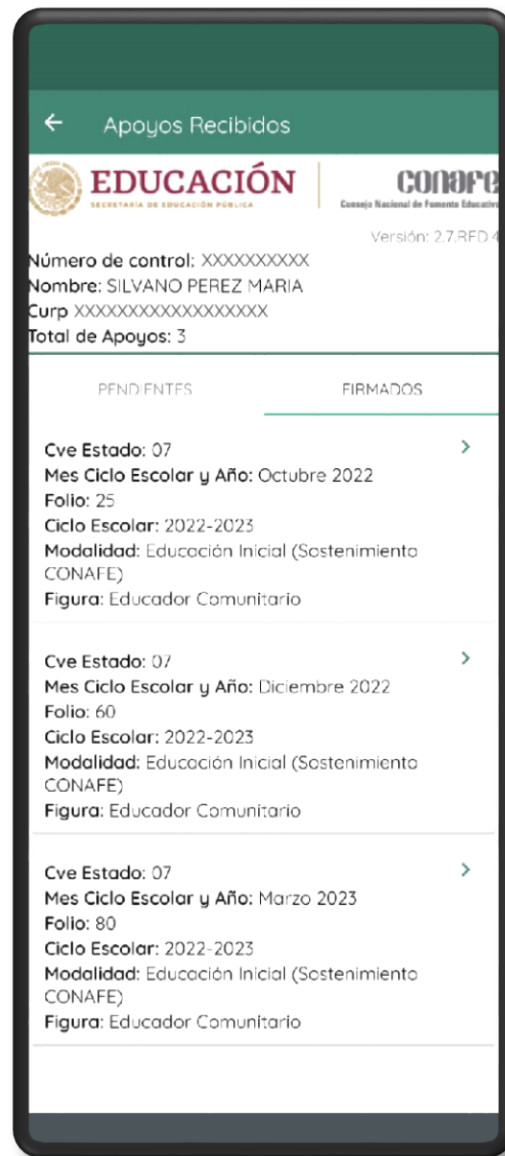 Apoyos Recibidos
EDUCACIÓN
SECRETARÍA DE EDUCACIÓN PÚBLICA
conafe
Consejo Nacional de Fomento Educativo
Versión: 2.7.RFD.4
Número de control: XXXXXXXXXX
Nombre: SILVANO PEREZ MARIA
Curp XXXXXXXXXXXXXXXXXX
Total de Apoyos: 3
PENDIENTES
FIRMADOS
Cve Estado: 07
Mes Ciclo Escolar y Año: Octubre 2022
Folio: 25
Ciclo Escolar: 2022-2023
Modalidad: Educación Inicial (Sostenimiento
CONAFE)
Figura: Educador Comunitario
Cve Estado: 07
Mes Ciclo Escolar y Año: Diciembre 2022
Folio: 60
Ciclo Escolar: 2022-2023
Modalidad: Educación Inicial (Sostenimiento
CONAFE)
Figura: Educador Comunitario
Cve Estado: 07
Mes Ciclo Escolar y Año: Marzo 2023
Folio: 80
Ciclo Escolar: 2022-2023
Modalidad: Educación Inicial (Sostenimiento
CONAFE)
Figura: Educador Comunitario